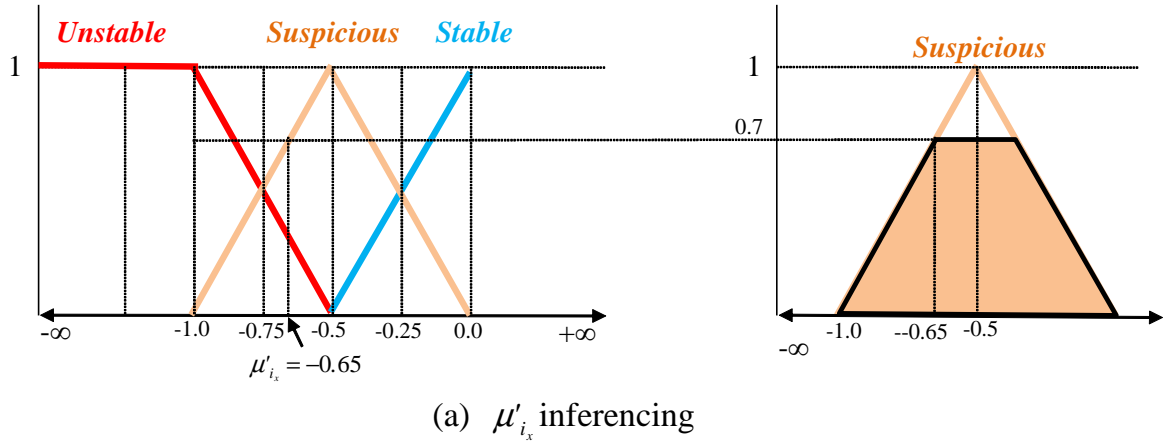 Unstable Suspicious Stable
1
-∞ -1.0 -0.75 -0.5 -0.25 0.0 +∞
μ′iₓ = −0.65
Suspicious
1
0.7
-∞ -1.0 --0.65 -0.5
(a) μ′iₓ inferencing